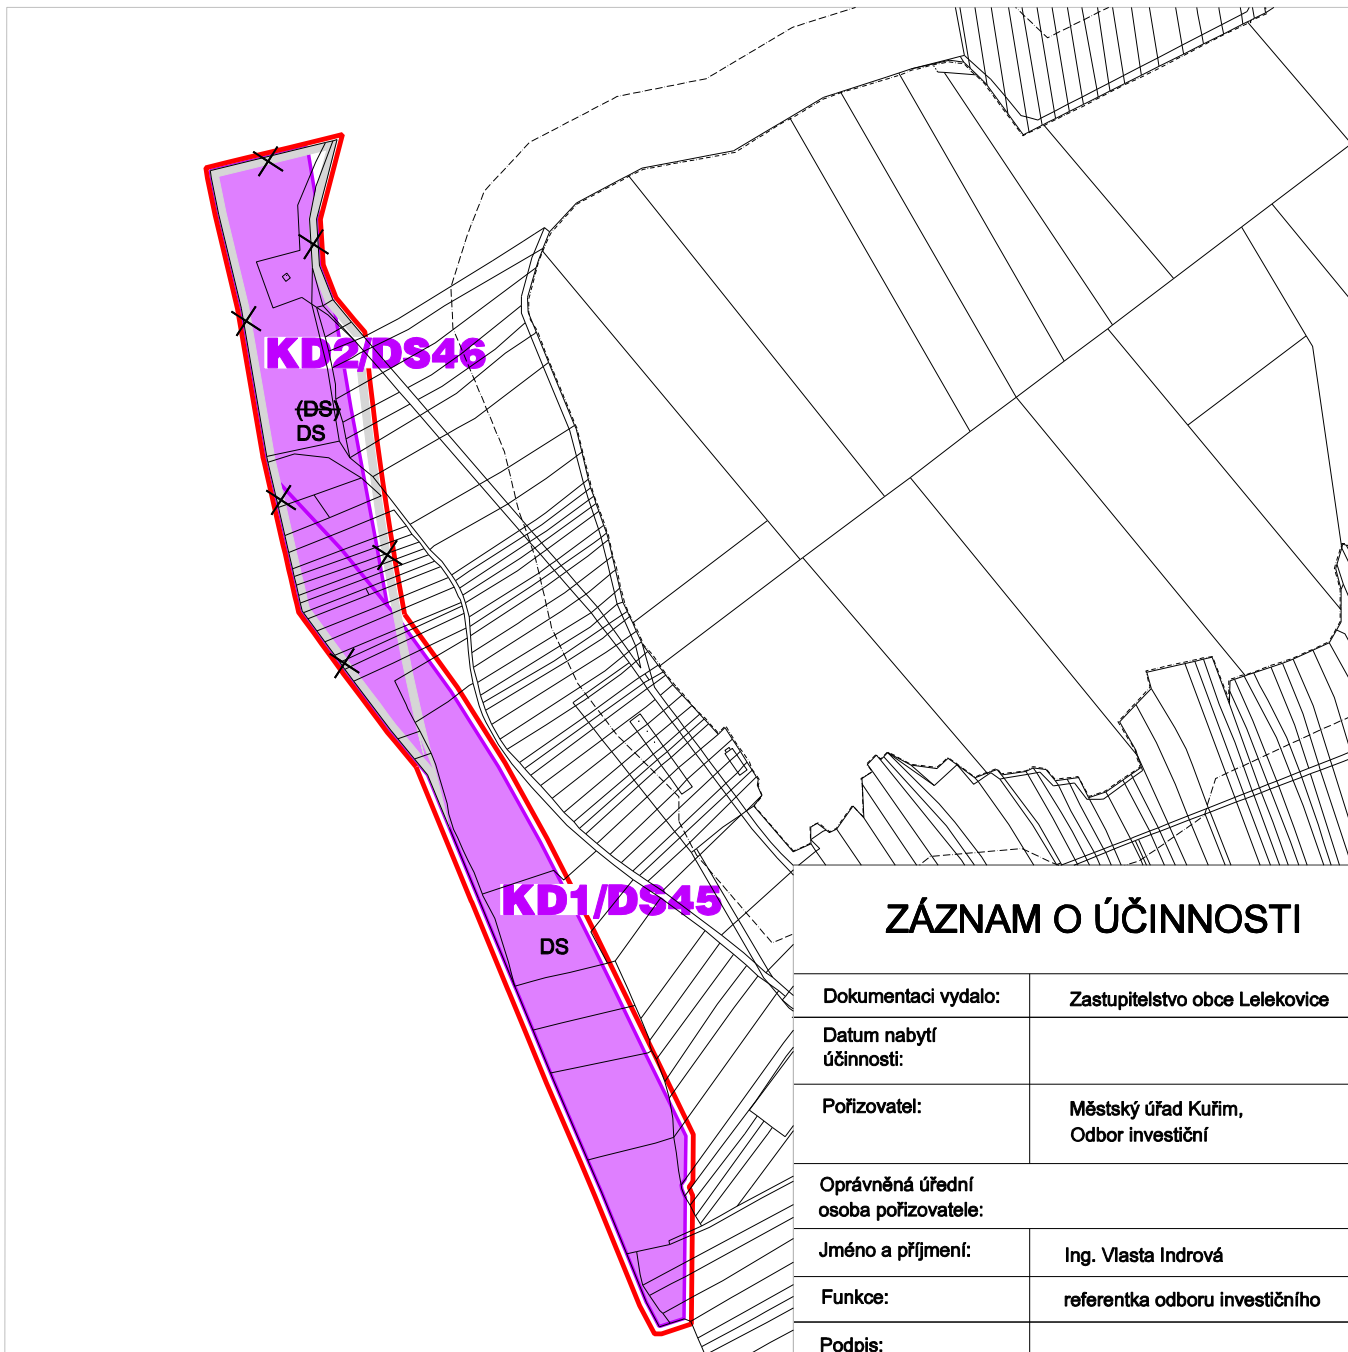 KD2/DS46
(DS)
DS
KD1/DS45
DS
ZÁZNAM O ÚČINNOSTI
Dokumentaci vydalo: Zastupitelstvo obce Lelekovice
Datum nabytí
účinnosti:
Pořizovatel: Městský úřad Kuřim,
Odbor investiční
Oprávněná úřední
osoba pořizovatele:
Jméno a příjmení: Ing. Vlasta Indrová
Funkce: referentka odboru investičního
Podpis: